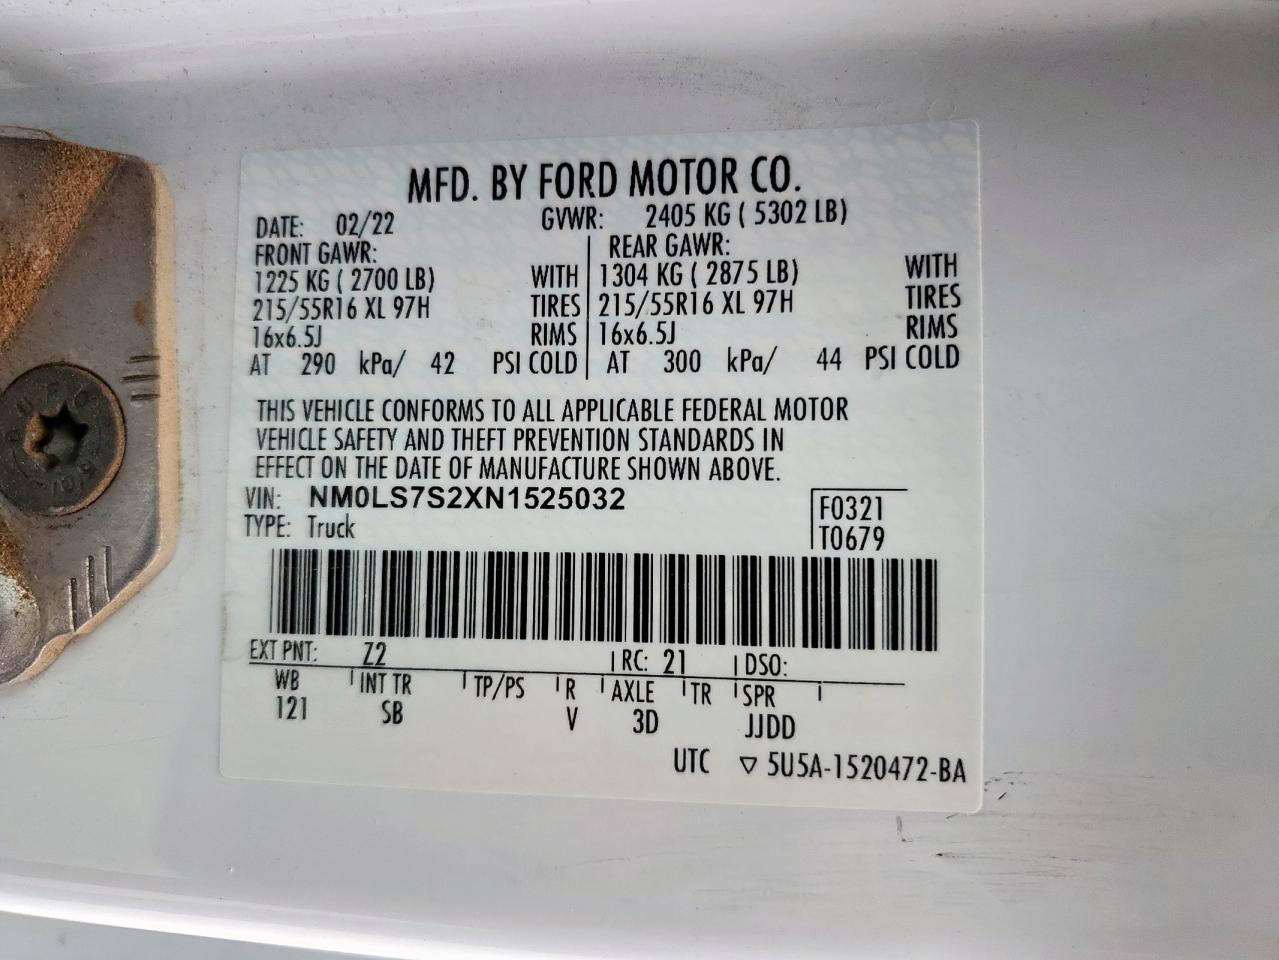 MFD. BY FORD MOTOR CO.
DATE: 02/22 GVWR: 2405 KG ( 5302 LB)
FRONT GAWR: REAR GAWR:
1225 KG ( 2700 LB) WITH 1304 KG ( 2875 LB) WITH
215/55R16 XL 97H TIRES 215/55R16 XL 97H TIRES
16x6.5J RIMS 16x6.5J RIMS
AT 290 kPa/ 42 PSI COLD AT 300 kPa/ 44 PSI COLD
THIS VEHICLE CONFORMS TO ALL APPLICABLE FEDERAL MOTOR
VEHICLE SAFETY AND THEFT PREVENTION STANDARDS IN
EFFECT ON THE DATE OF MANUFACTURE SHOWN ABOVE.
VIN: NM0LS7S2XN1525032 F0321
TYPE: Truck T0679
EXT PNT: Z2 RC: 21 DSO:
WB INT TR TP/PS R AXLE TR SPR
121 SB V 3D JJDD
UTC ▽ 5U5A-1520472-BA